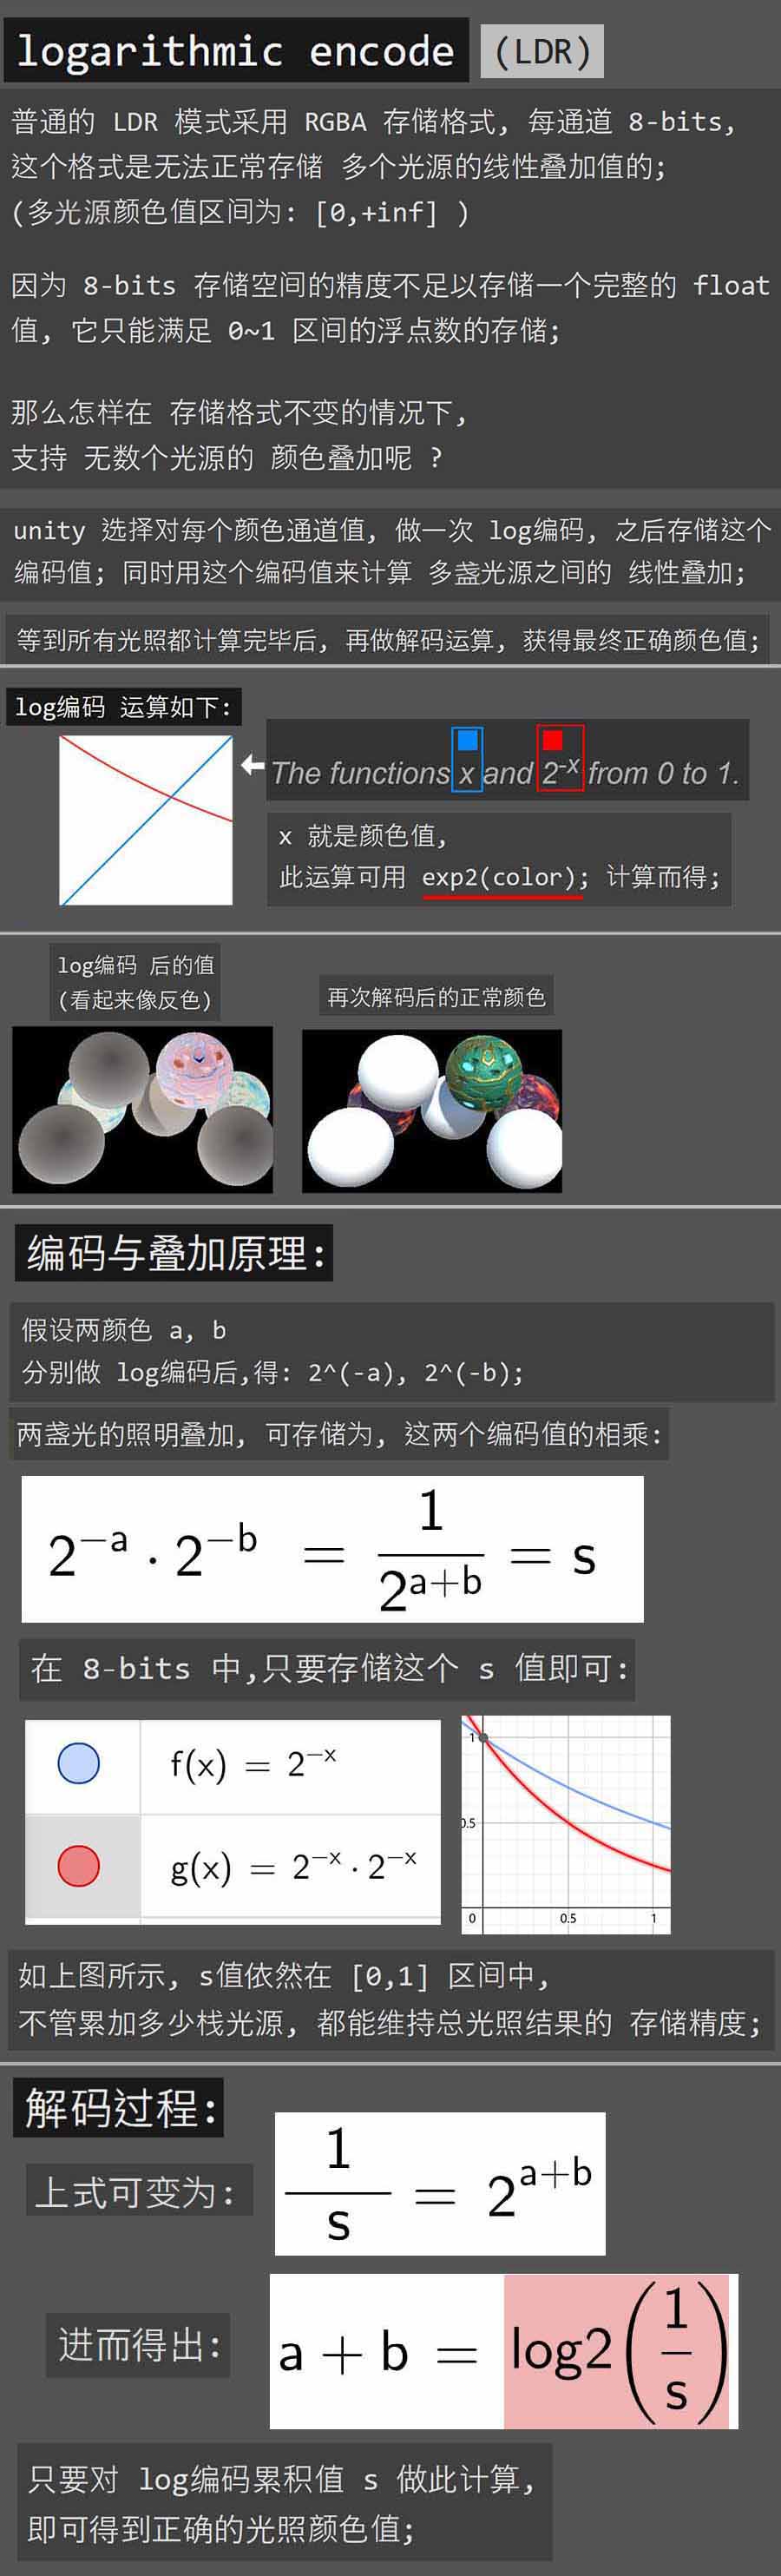 logarithmic encode (LDR)
普通的 LDR 模式采用 RGBA 存储格式, 每通道 8-bits,
这个格式是无法正常存储 多个光源的线性叠加值的;
(多光源颜色值区间为: [0,+inf] )
因为 8-bits 存储空间的精度不足以存储一个完整的 float
值, 它只能满足 0~1 区间的浮点数的存储;
那么怎样在 存储格式不变的情况下,
支持 无数个光源的 颜色叠加呢 ?
unity 选择对每个颜色通道值, 做一次 log编码, 之后存储这个
编码值; 同时用这个编码值来计算 多盏光源之间的 线性叠加;
等到所有光照都计算完毕后, 再做解码运算, 获得最终正确颜色值;
log编码 运算如下:
The functions x and 2^-x from 0 to 1.
x 就是颜色值,
此运算可用 exp2(color); 计算而得;
log编码 后的值
(看起来像反色)
再次解码后的正常颜色
编码与叠加原理:
假设两颜色 a, b
分别做 log编码后,得: 2^(-a), 2^(-b);
两盏光的照明叠加, 可存储为, 这两个编码值的相乘:
2^{-a} · 2^{-b} = 1/2^{a+b} = s
在 8-bits 中,只要存储这个 s 值即可:
f(x) = 2^{-x}
g(x) = 2^{-x} · 2^{-x}
1
0.5
0 0.5 1
如上图所示, s值依然在 [0,1] 区间中,
不管累加多少栈光源, 都能维持总光照结果的 存储精度;
解码过程:
上式可变为:
1/s = 2^{a+b}
进而得出:
a + b = log2(1/s)
只要对 log编码累积值 s 做此计算,
即可得到正确的光照颜色值;